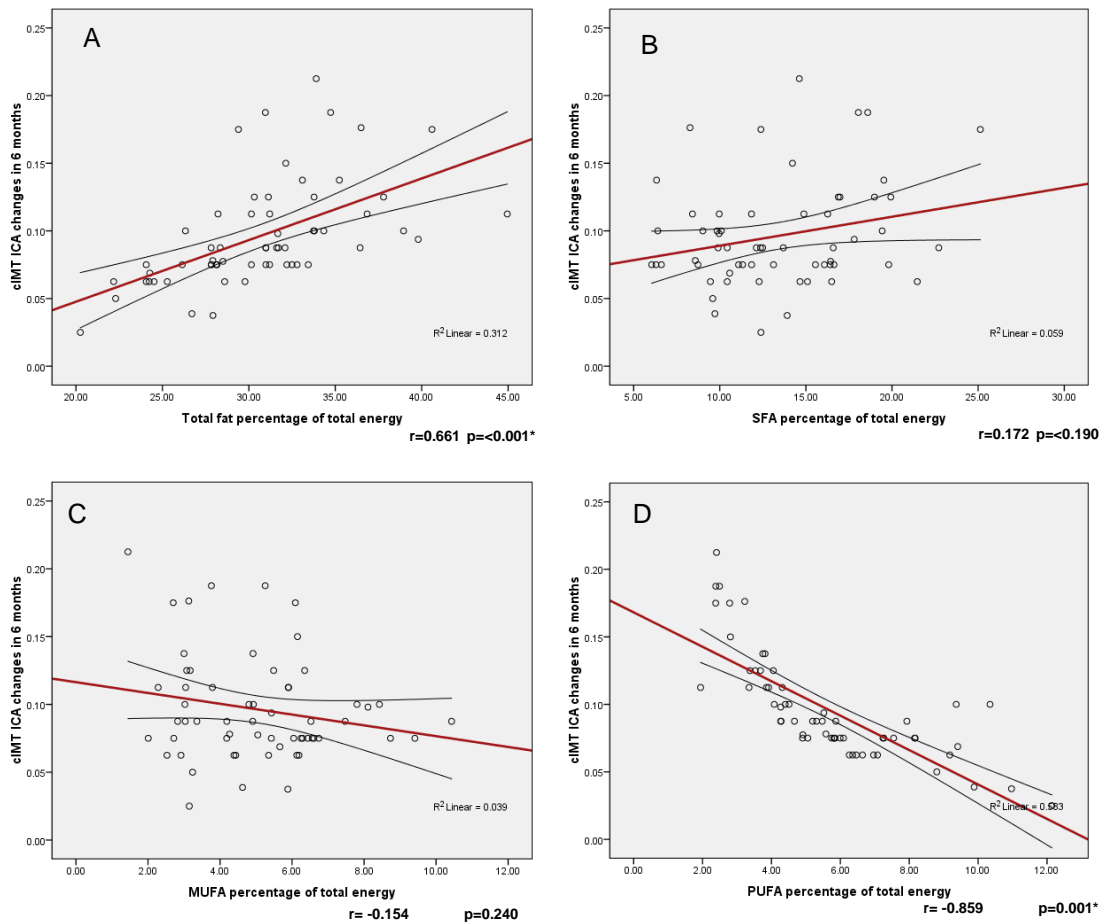 A
cIMT ICA changes in 6 months
0.25
0.20
0.15
0.10
0.05
0.00
R² Linear = 0.312
20.00 25.00 30.00 35.00 40.00 45.00
Total fat percentage of total energy
r=0.661 p=<0.001*
B
cIMT ICA changes in 6 months
0.25
0.20
0.15
0.10
0.05
0.00
R² Linear = 0.059
5.00 10.00 15.00 20.00 25.00 30.00
SFA percentage of total energy
r=0.172 p=<0.190
C
cIMT ICA changes in 6 months
0.25
0.20
0.15
0.10
0.05
0.00
R² Linear = 0.039
0.00 2.00 4.00 6.00 8.00 10.00 12.00
MUFA percentage of total energy
r= -0.154 p=0.240
D
cIMT ICA changes in 6 months
0.25
0.20
0.15
0.10
0.05
0.00
R² Linear =
0.00 2.00 4.00 6.00 8.00 10.00 12.00
PUFA percentage of total energy
r= -0.859 p=0.001*